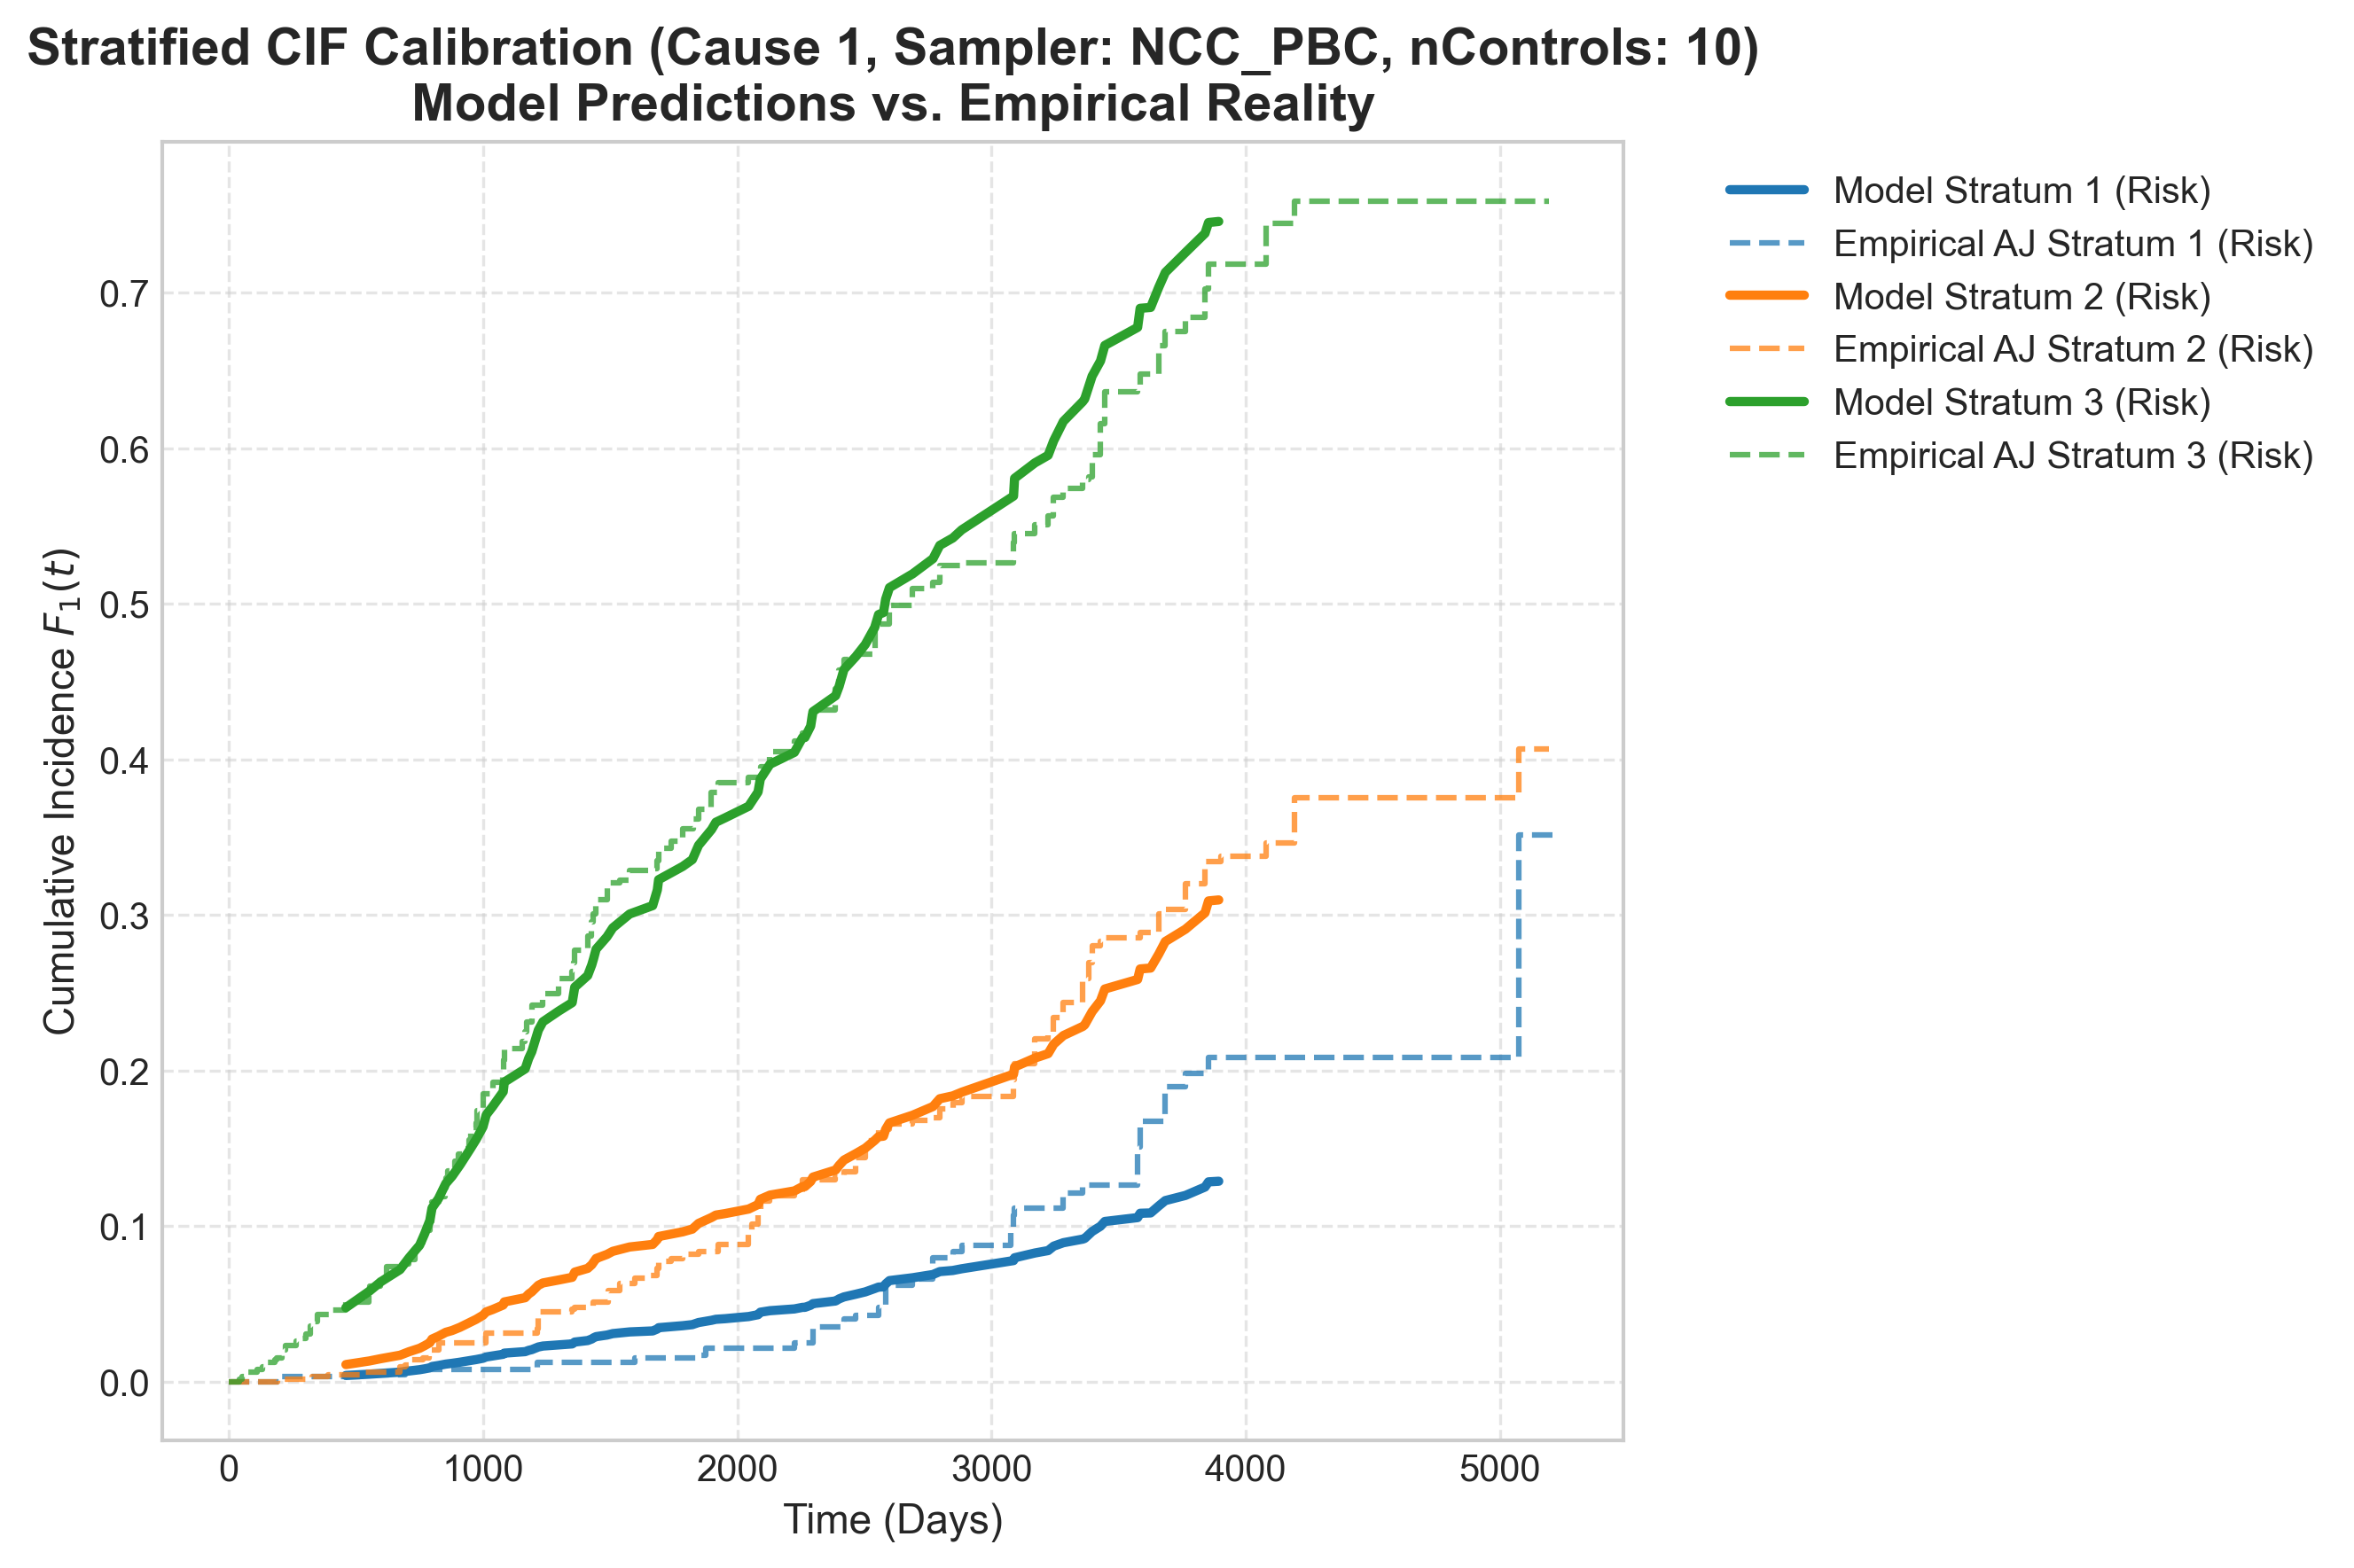 Stratified CIF Calibration (Cause 1, Sampler: NCC_PBC, nControls: 10)
Model Predictions vs. Empirical Reality
Model Stratum 1 (Risk)
Empirical AJ Stratum 1 (Risk)
Model Stratum 2 (Risk)
Empirical AJ Stratum 2 (Risk)
Model Stratum 3 (Risk)
Empirical AJ Stratum 3 (Risk)
Cumulative Incidence F₁(t)
0.7
0.6
0.5
0.4
0.3
0.2
0.1
0.0
0 1000 2000 3000 4000 5000
Time (Days)